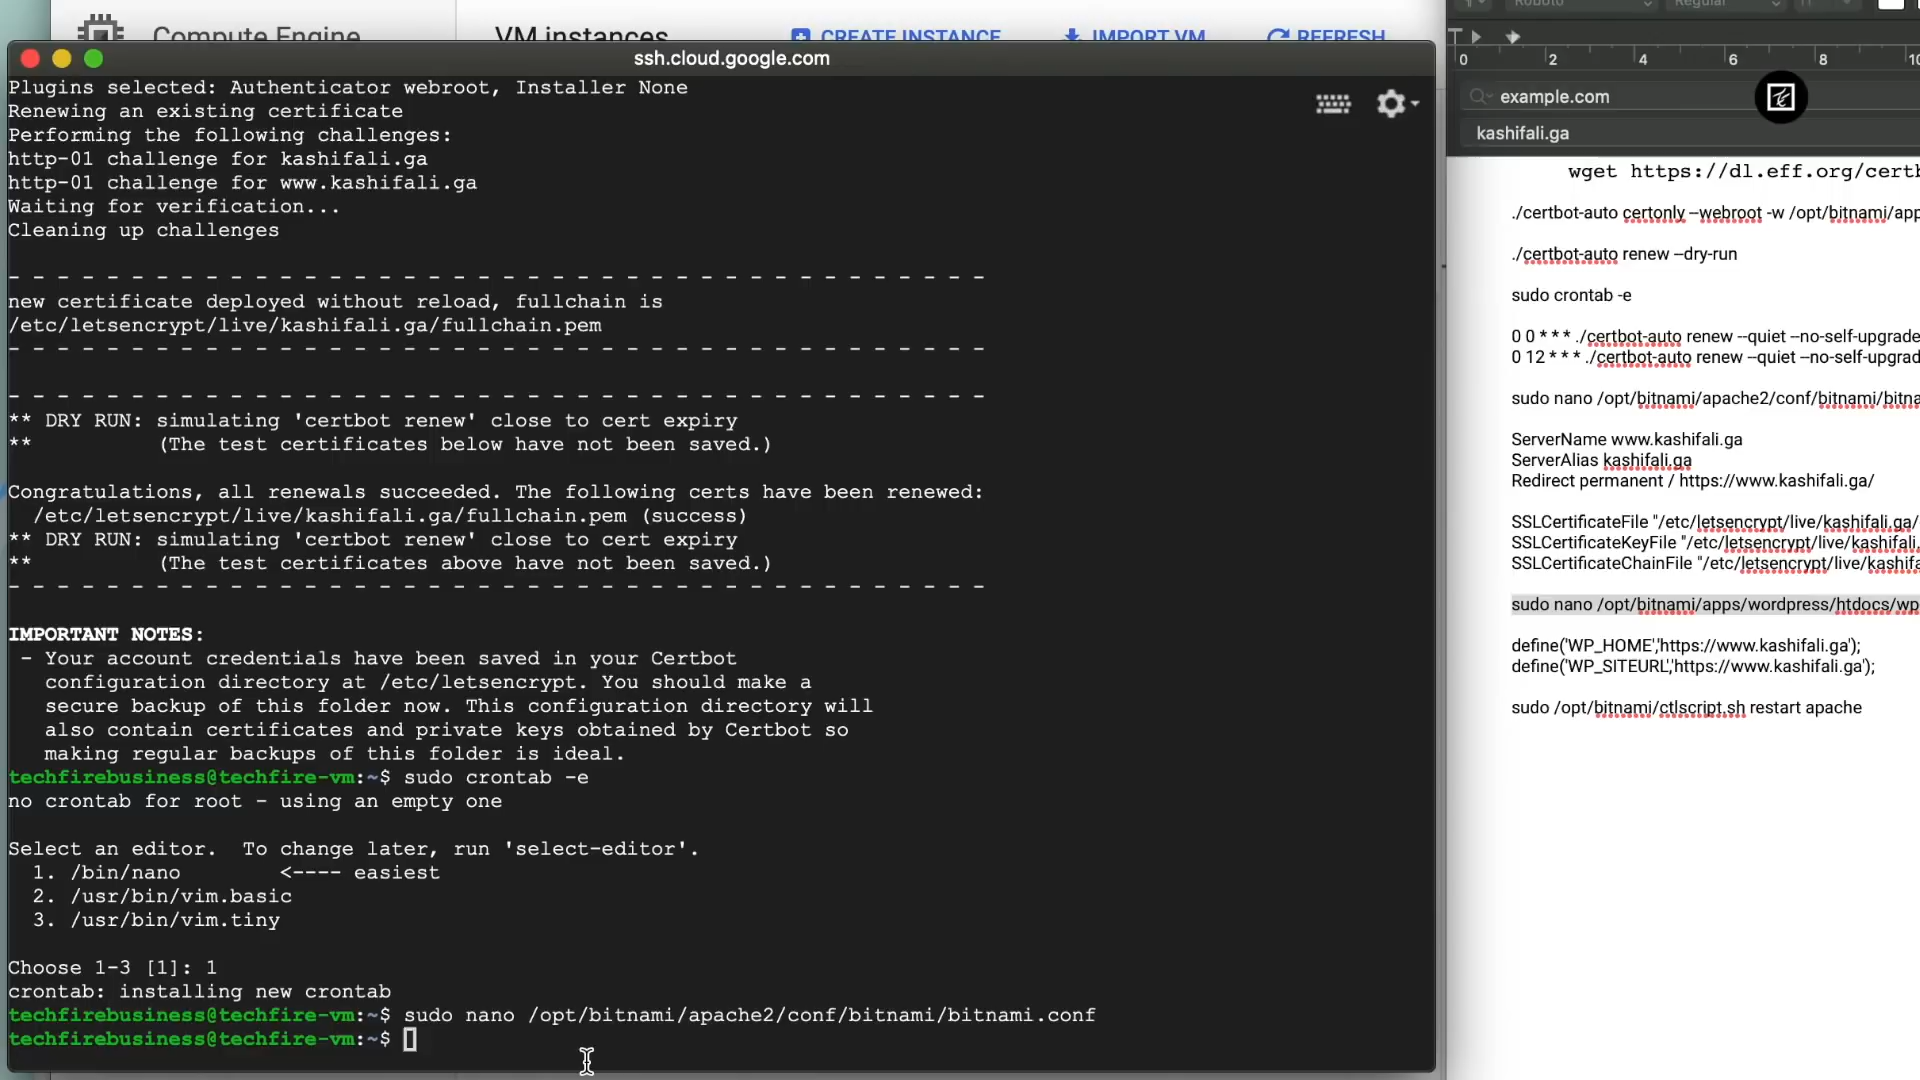 Compute Engine
VM instances
CREATE INSTANCE
IMPORT VM
REFRESH
ssh.cloud.google.com
Plugins selected: Authenticator webroot, Installer None
Renewing an existing certificate
Performing the following challenges:
http-01 challenge for kashifali.ga
http-01 challenge for www.kashifali.ga
Waiting for verification...
Cleaning up challenges
- - - - - - - - - - - - - - - - - - - - - - - - - - - - - - - - - - - - - - - -
new certificate deployed without reload, fullchain is
/etc/letsencrypt/live/kashifali.ga/fullchain.pem
- - - - - - - - - - - - - - - - - - - - - - - - - - - - - - - - - - - - - - - -
- - - - - - - - - - - - - - - - - - - - - - - - - - - - - - - - - - - - - - - -
** DRY RUN: simulating 'certbot renew' close to cert expiry
**          (The test certificates below have not been saved.)
Congratulations, all renewals succeeded. The following certs have been renewed:
  /etc/letsencrypt/live/kashifali.ga/fullchain.pem (success)
** DRY RUN: simulating 'certbot renew' close to cert expiry
**          (The test certificates above have not been saved.)
- - - - - - - - - - - - - - - - - - - - - - - - - - - - - - - - - - - - - - - -
IMPORTANT NOTES:
 - Your account credentials have been saved in your Certbot
   configuration directory at /etc/letsencrypt. You should make a
   secure backup of this folder now. This configuration directory will
   also contain certificates and private keys obtained by Certbot so
   making regular backups of this folder is ideal.
techfirebusiness@techfire-vm:~$ sudo crontab -e
no crontab for root - using an empty one
Select an editor.  To change later, run 'select-editor'.
  1. /bin/nano        <---- easiest
  2. /usr/bin/vim.basic
  3. /usr/bin/vim.tiny
Choose 1-3 [1]: 1
crontab: installing new crontab
techfirebusiness@techfire-vm:~$ sudo nano /opt/bitnami/apache2/conf/bitnami/bitnami.conf
techfirebusiness@techfire-vm:~$
Roboto
Regular
0 2 4 6 8 10
example.com
kashifali.ga
wget https://dl.eff.org/certb
./certbot-auto certonly –webroot -w /opt/bitnami/app
./certbot-auto renew –dry-run
sudo crontab -e
0 0 * * * ./certbot-auto renew --quiet --no-self-upgrade
0 12 * * * ./certbot-auto renew --quiet --no-self-upgrad
sudo nano /opt/bitnami/apache2/conf/bitnami/bitna
ServerName www.kashifali.ga
ServerAlias kashifali.ga
Redirect permanent / https://www.kashifali.ga/
SSLCertificateFile "/etc/letsencrypt/live/kashifali.ga/
SSLCertificateKeyFile "/etc/letsencrypt/live/kashifali.
SSLCertificateChainFile "/etc/letsencrypt/live/kashifa
sudo nano /opt/bitnami/apps/wordpress/htdocs/wp
define('WP_HOME','https://www.kashifali.ga');
define('WP_SITEURL','https://www.kashifali.ga');
sudo /opt/bitnami/ctlscript.sh restart apache